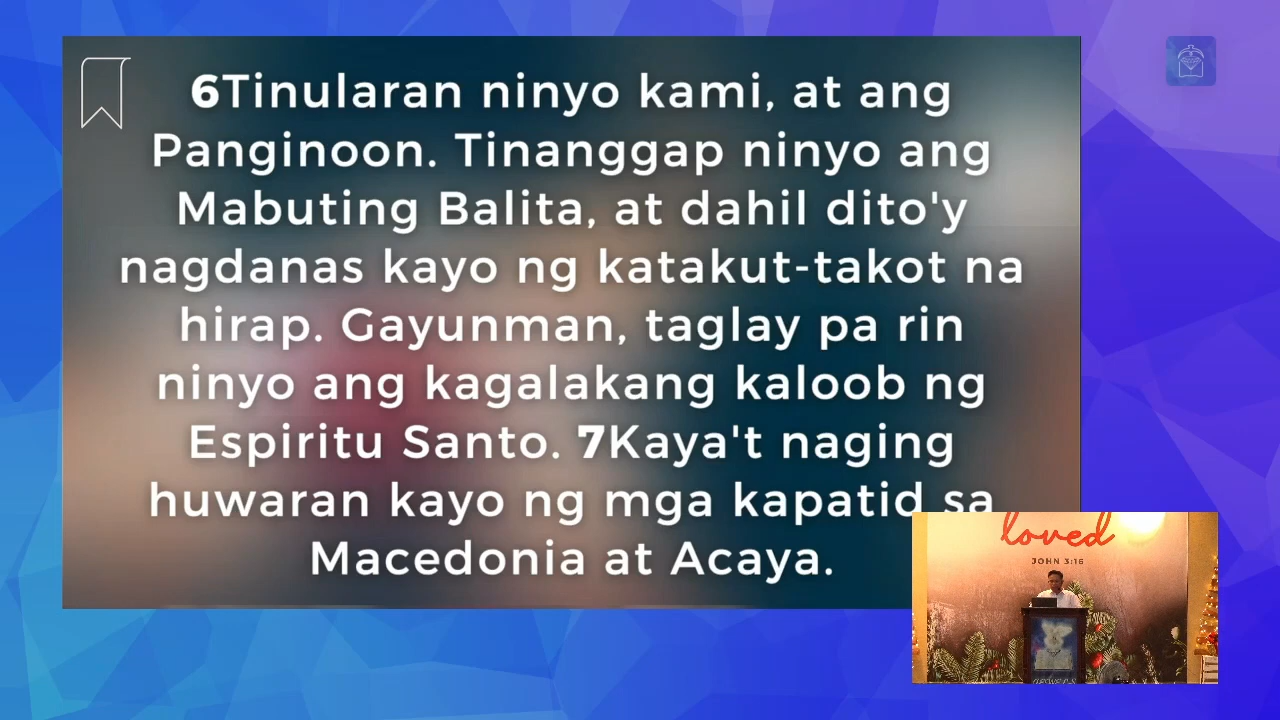 6Tinularan ninyo kami, at ang
Panginoon. Tinanggap ninyo ang
Mabuting Balita, at dahil dito'y
nagdanas kayo ng katakut-takot na
hirap. Gayunman, taglay pa rin
ninyo ang kagalakang kaloob ng
Espiritu Santo. 7Kaya't naging
huwaran kayo ng mga kapatid sa
Macedonia at Acaya.
loved
JOHN 3:16